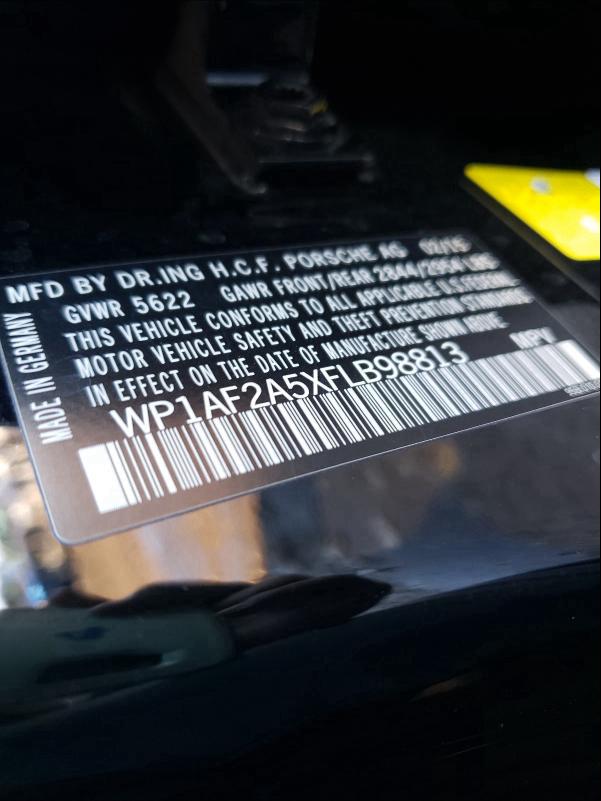 MFD BY DR.ING H.C.F. PORSCHE AG 02/15
GVWR 5622 GAWR FRONT/REAR 2844/2954 LBS
THIS VEHICLE CONFORMS TO ALL APPLICABLE U.S FEDERAL
MOTOR VEHICLE SAFETY AND THEFT PREVENTION STANDARDS
IN EFFECT ON THE DATE OF MANUFACTURE SHOWN ABOVE
WP1AF2A5XFLB98813 MPV
MADE IN GERMANY